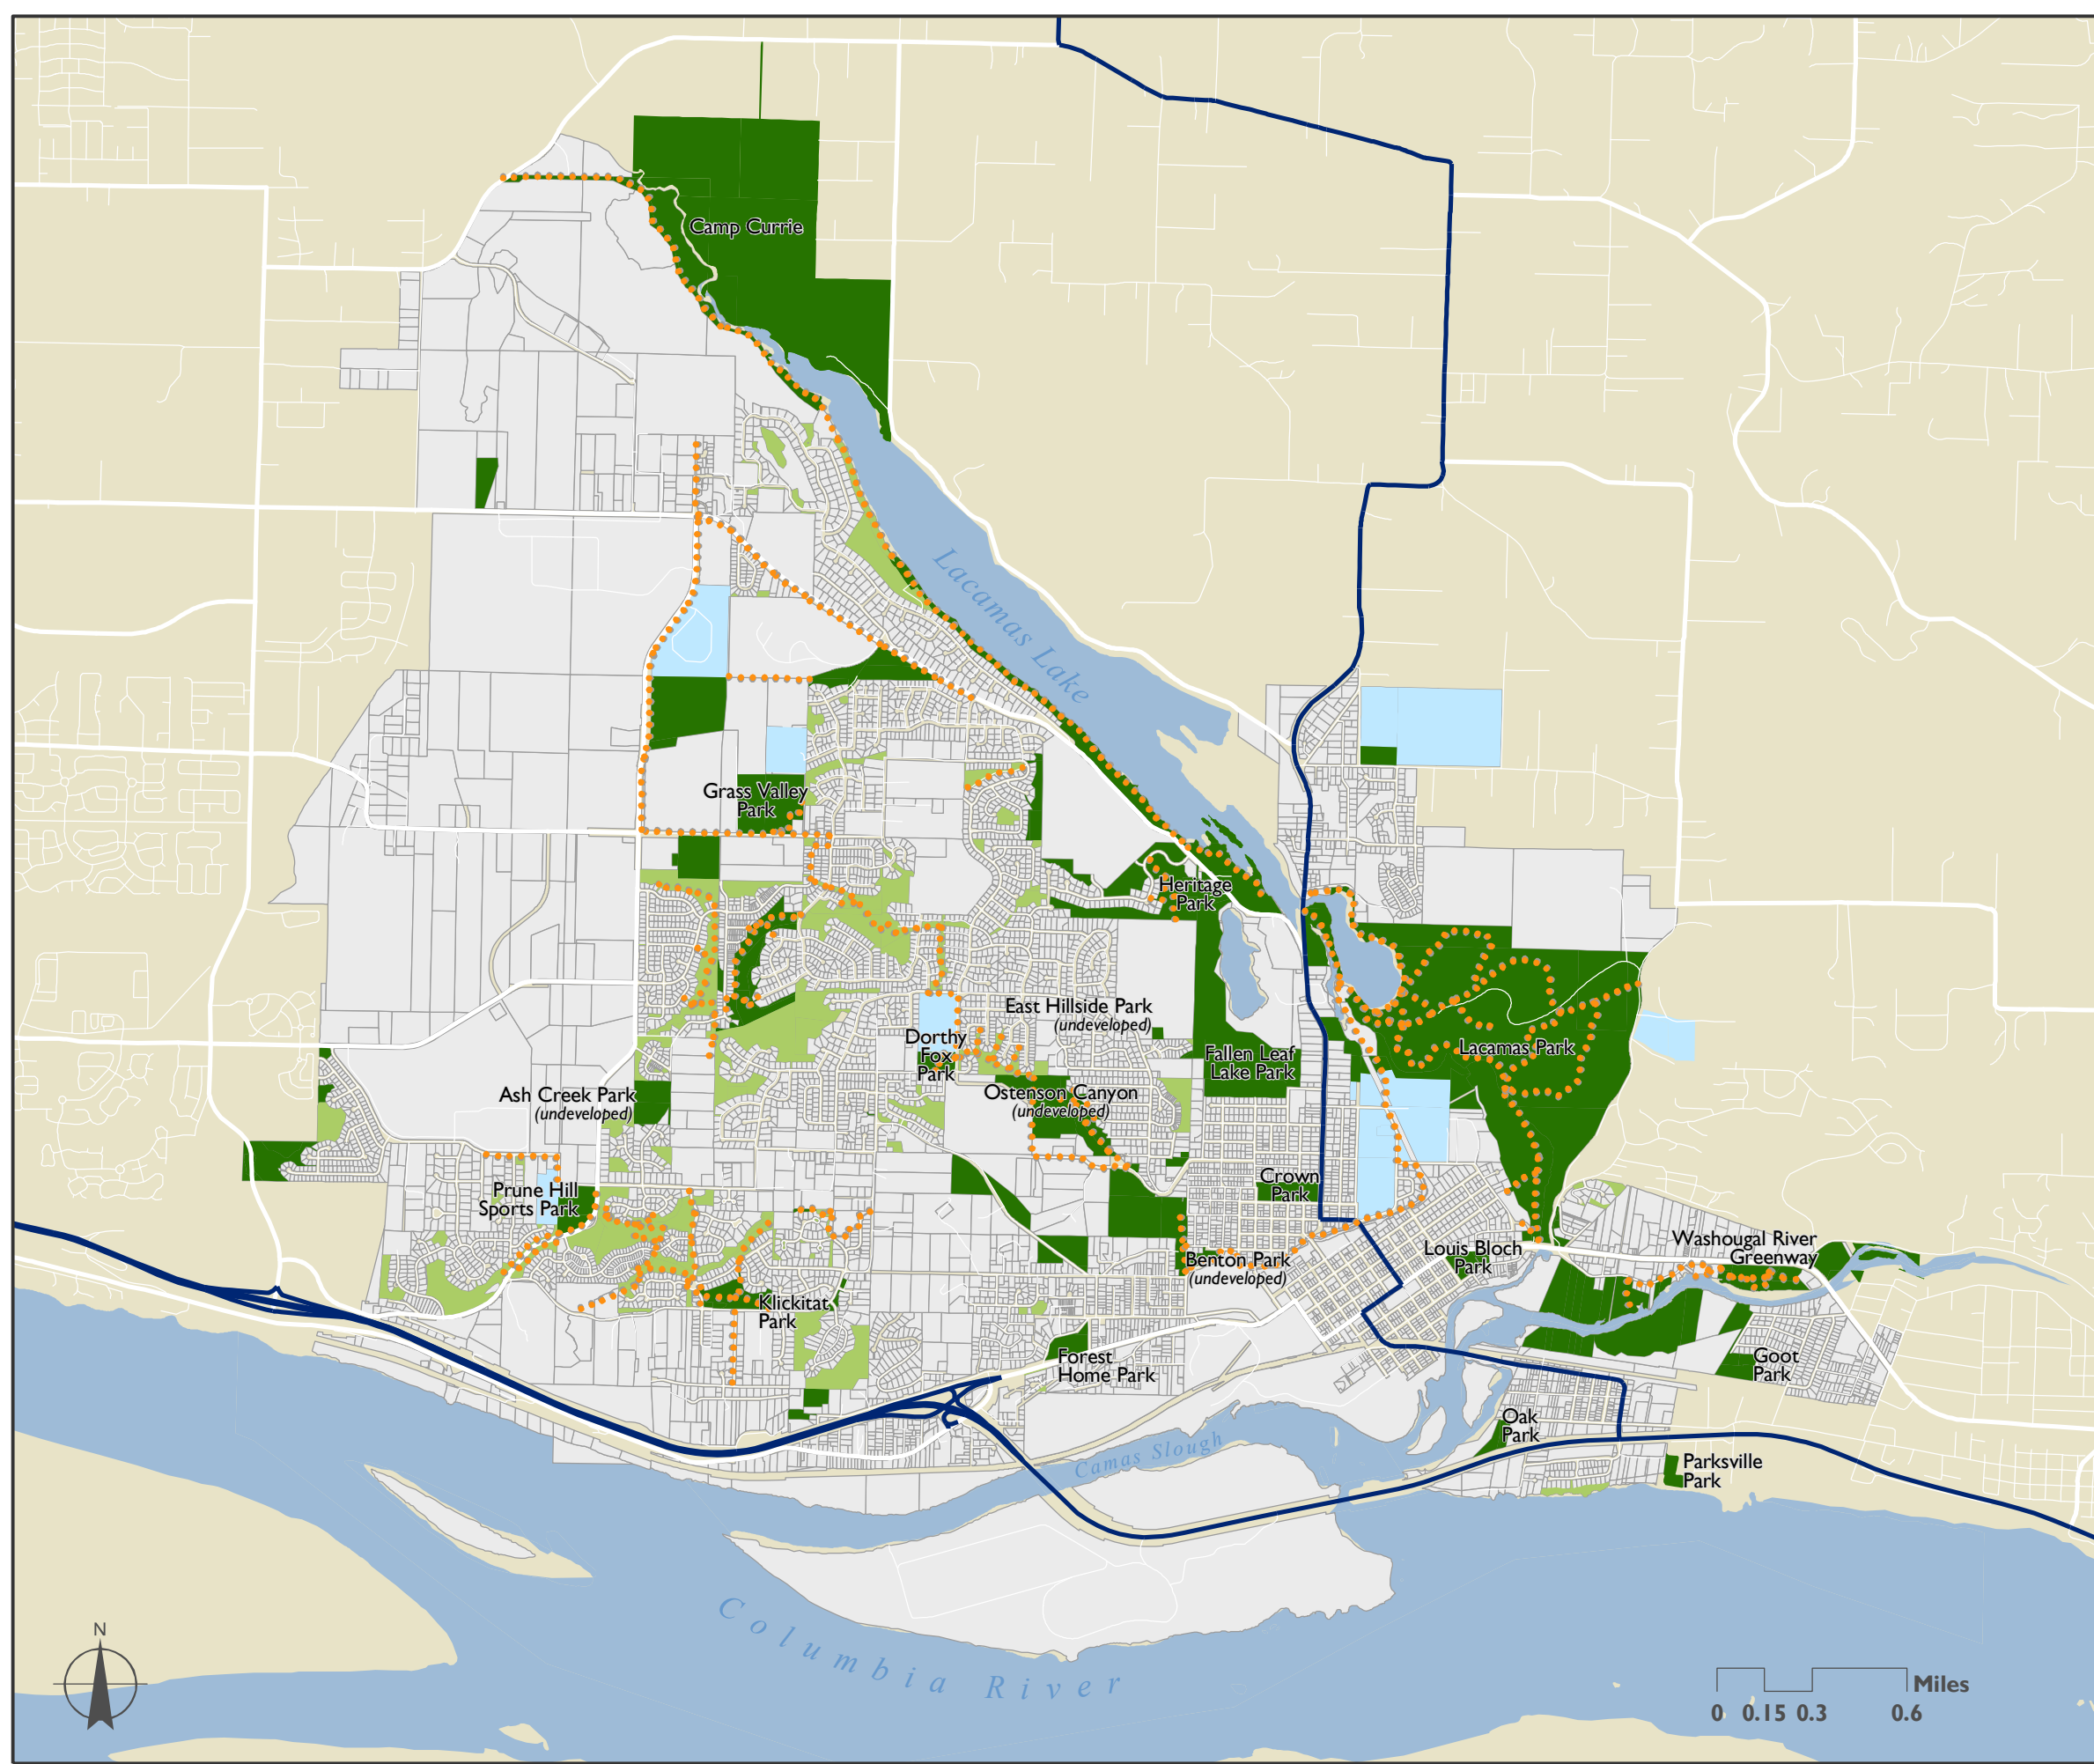 Camp Currie
Lacamas Lake
Grass Valley
Park
Heritage
Park
East Hillside Park
(undeveloped)
Dorthy
Fox
Park
Fallen Leaf
Lake Park
Lacamas Park
Ash Creek Park
(undeveloped)
Ostenson Canyon
(undeveloped)
Crown
Park
Prune Hill
Sports Park
Benton Park
(undeveloped)
Louis Bloch
Park
Washougal River
Greenway
Klickitat
Park
Forest
Home Park
Goot
Park
Oak
Park
Camas Slough
Parksville
Park
Columbia River
N
Miles
0 0.15 0.3 0.6